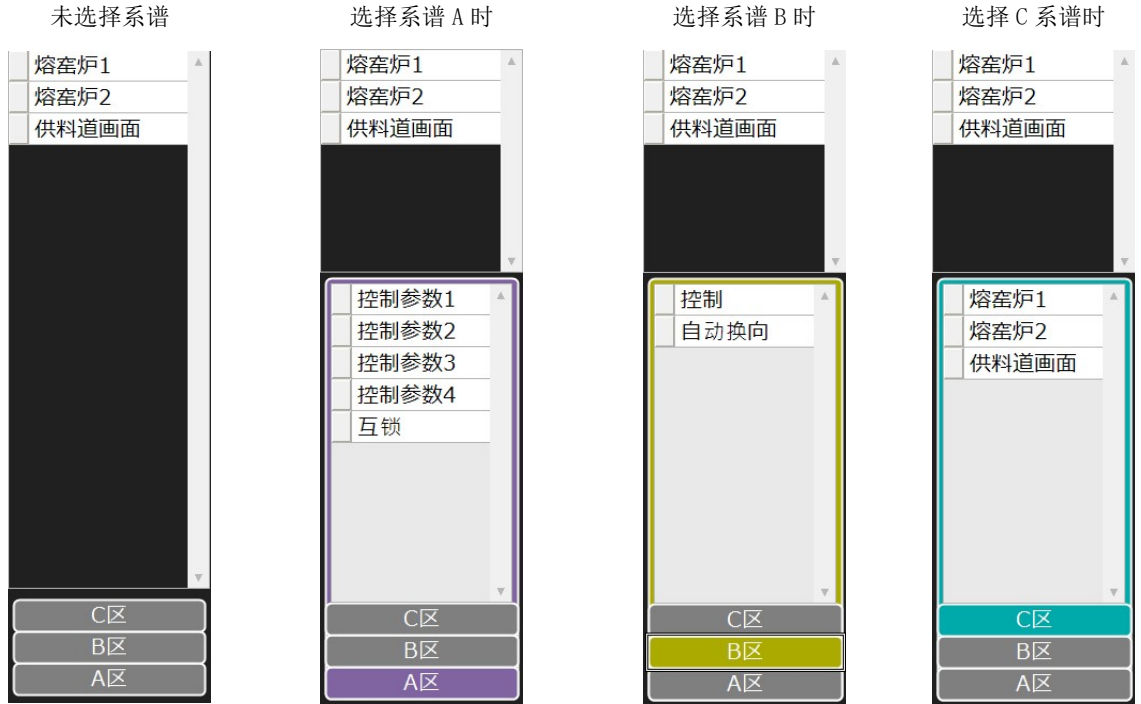 未选择系谱
熔窑炉1
熔窑炉2
供料道画面
C区
B区
A区
选择系谱 A 时
熔窑炉1
熔窑炉2
供料道画面
控制参数1
控制参数2
控制参数3
控制参数4
互锁
C区
B区
A区
选择系谱 B 时
熔窑炉1
熔窑炉2
供料道画面
控制
自动换向
C区
B区
A区
选择 C 系谱时
熔窑炉1
熔窑炉2
供料道画面
熔窑炉1
熔窑炉2
供料道画面
C区
B区
A区